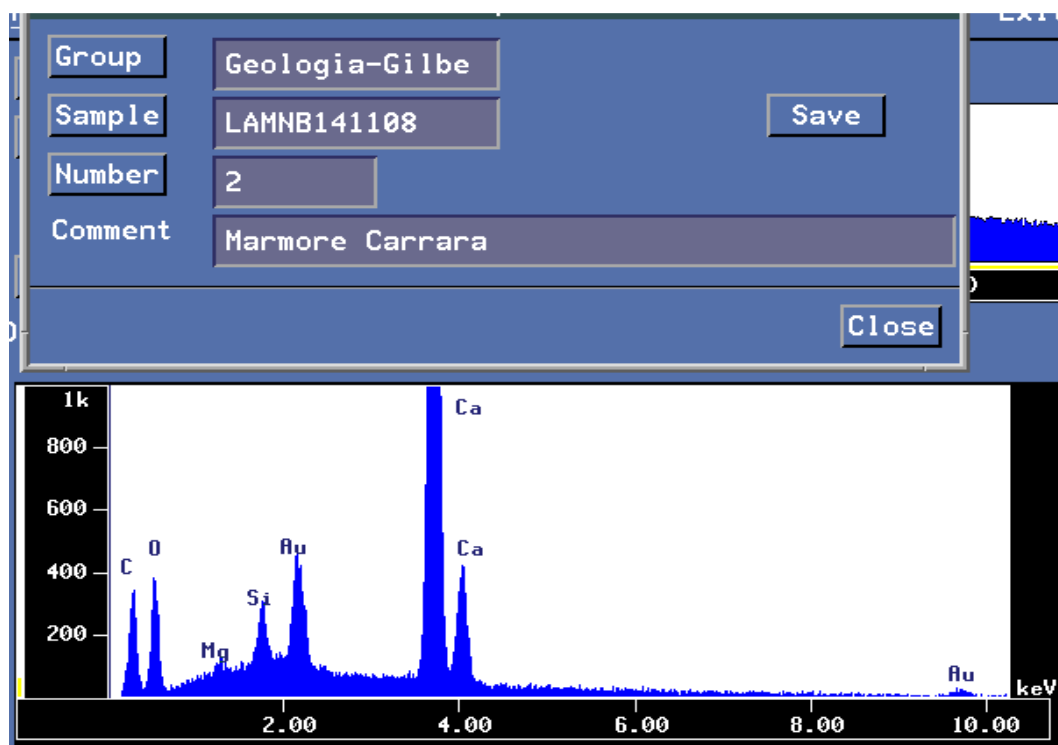 Exit
Group Geologia-Gilbe
Sample LAMNB141108 Save
Number 2
Comment Marmore Carrara
Close
1k
Ca
800
600
O Au Ca
C
400
Si
200
Mg
Au
keV
2.00 4.00 6.00 8.00 10.00